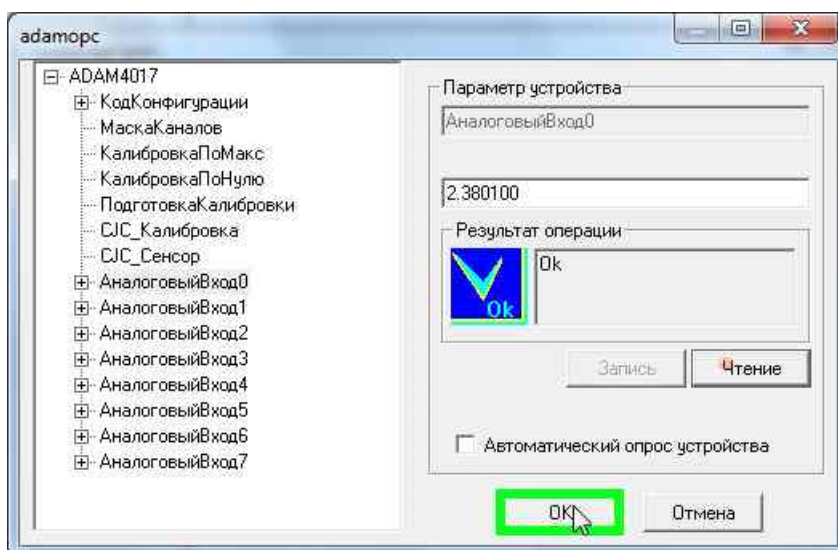 adamopc
ADAM4017
КодКонфигурации
МаскаКаналов
КалибровкаПоМакс
КалибровкаПоНулю
ПодготовкаКалибровки
CJC_Калибровка
CJC_Сенсор
АналоговыйВход0
АналоговыйВход1
АналоговыйВход2
АналоговыйВход3
АналоговыйВход4
АналоговыйВход5
АналоговыйВход6
АналоговыйВход7
Параметр устройства
АналоговыйВход0
2.380100
Результат операции
Ok
Ok
Запись
Чтение
Автоматический опрос устройства
OK
Отмена